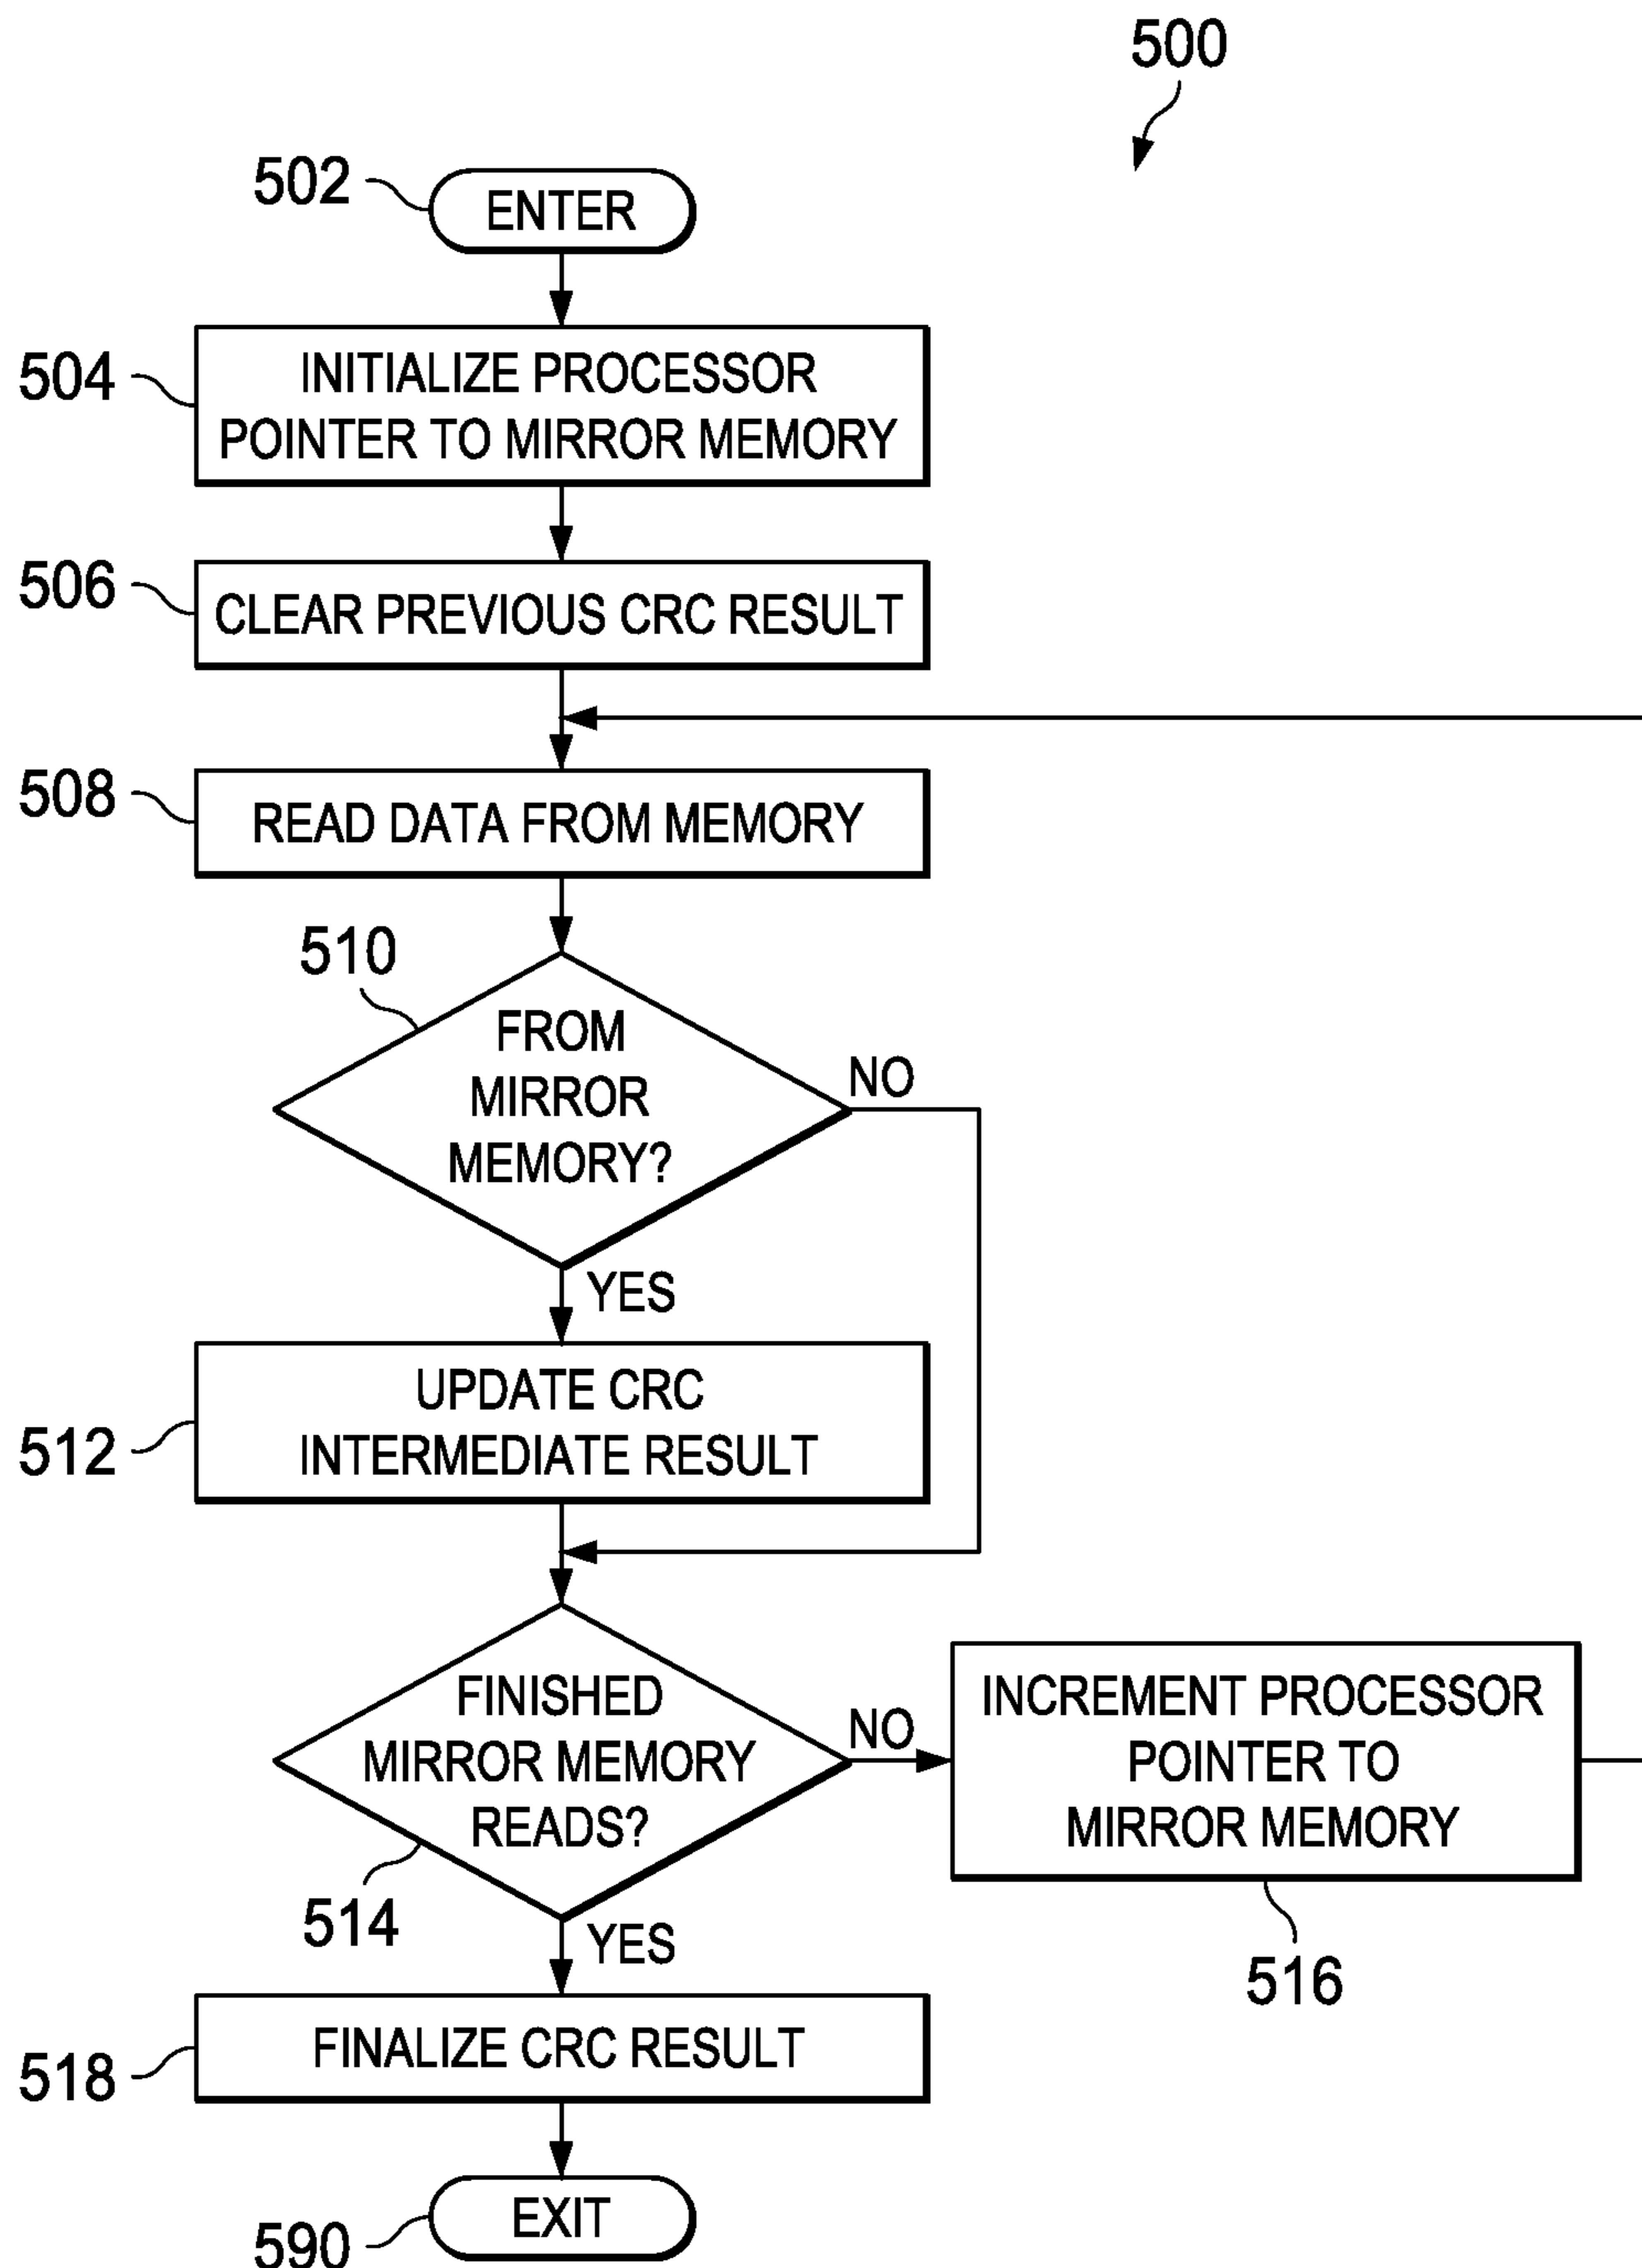 500
502
ENTER
504
INITIALIZE PROCESSOR
POINTER TO MIRROR MEMORY
506
CLEAR PREVIOUS CRC RESULT
508
READ DATA FROM MEMORY
510
FROM
MIRROR
MEMORY?
NO
YES
512
UPDATE CRC
INTERMEDIATE RESULT
514
FINISHED
MIRROR MEMORY
READS?
NO
INCREMENT PROCESSOR
POINTER TO
MIRROR MEMORY
516
YES
518
FINALIZE CRC RESULT
590
EXIT